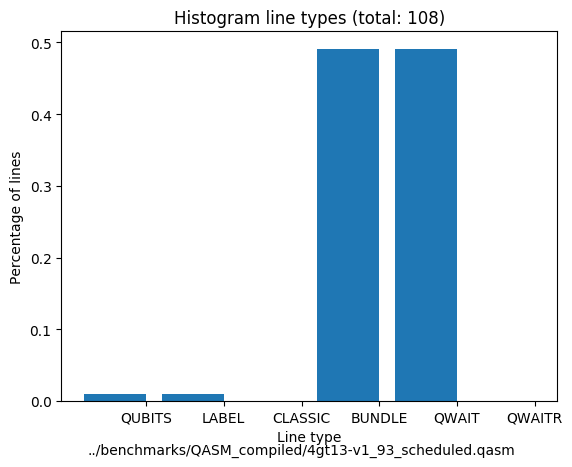 Histogram line types (total: 108)
Percentage of lines
0.5
0.4
0.3
0.2
0.1
0.0
QUBITS LABEL CLASSIC BUNDLE QWAIT QWAITR
Line type
../benchmarks/QASM_compiled/4gt13-v1_93_scheduled.qasm